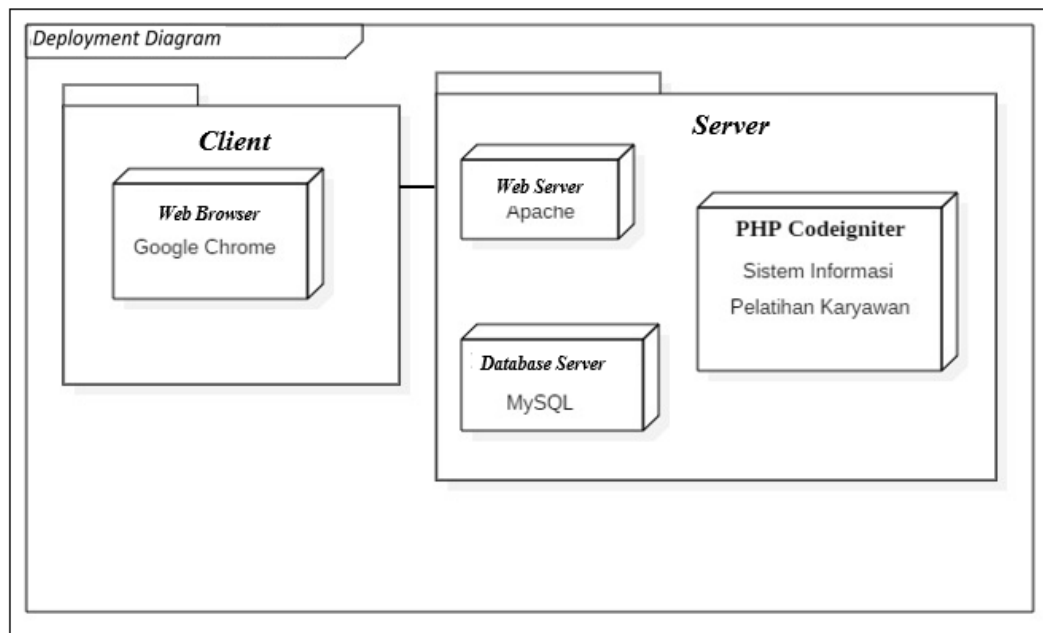 Deployment Diagram
Client
Web Browser
Google Chrome
Server
Web Server
Apache
PHP Codeigniter
Sistem Informasi
Pelatihan Karyawan
Database Server
MySQL